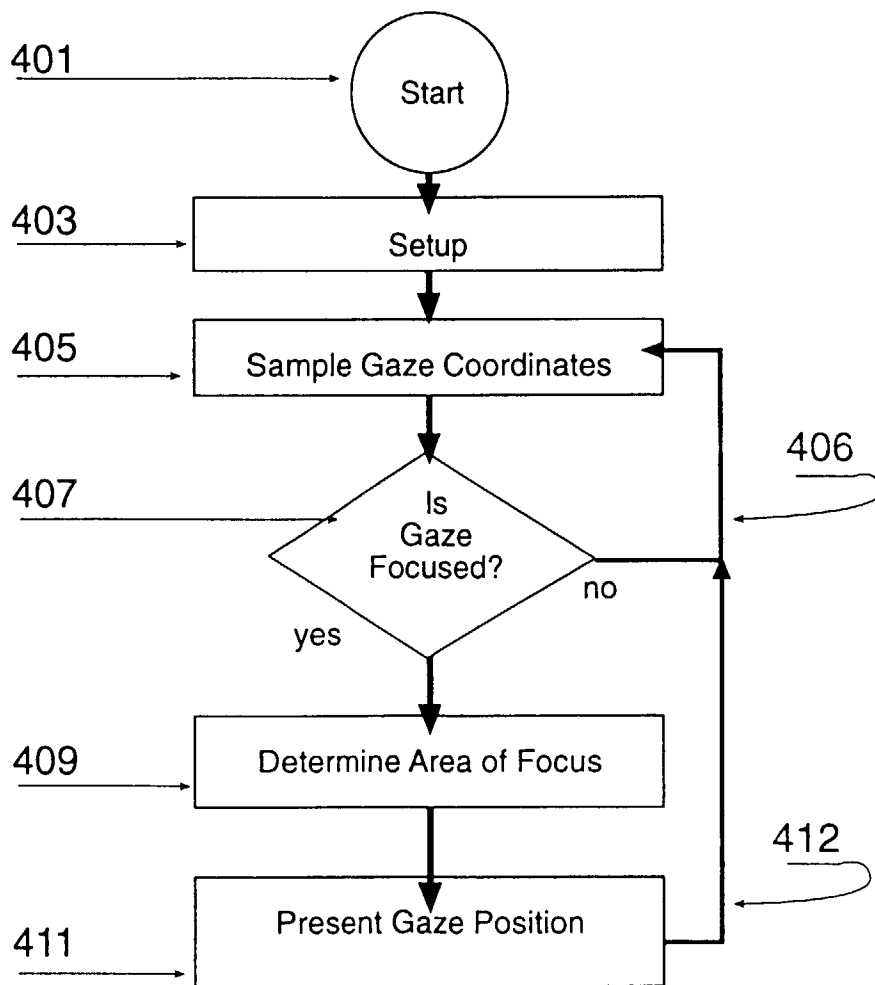 401
Start
403
Setup
405
Sample Gaze Coordinates
406
407
Is
Gaze
Focused?
no
yes
409
Determine Area of Focus
412
411
Present Gaze Position